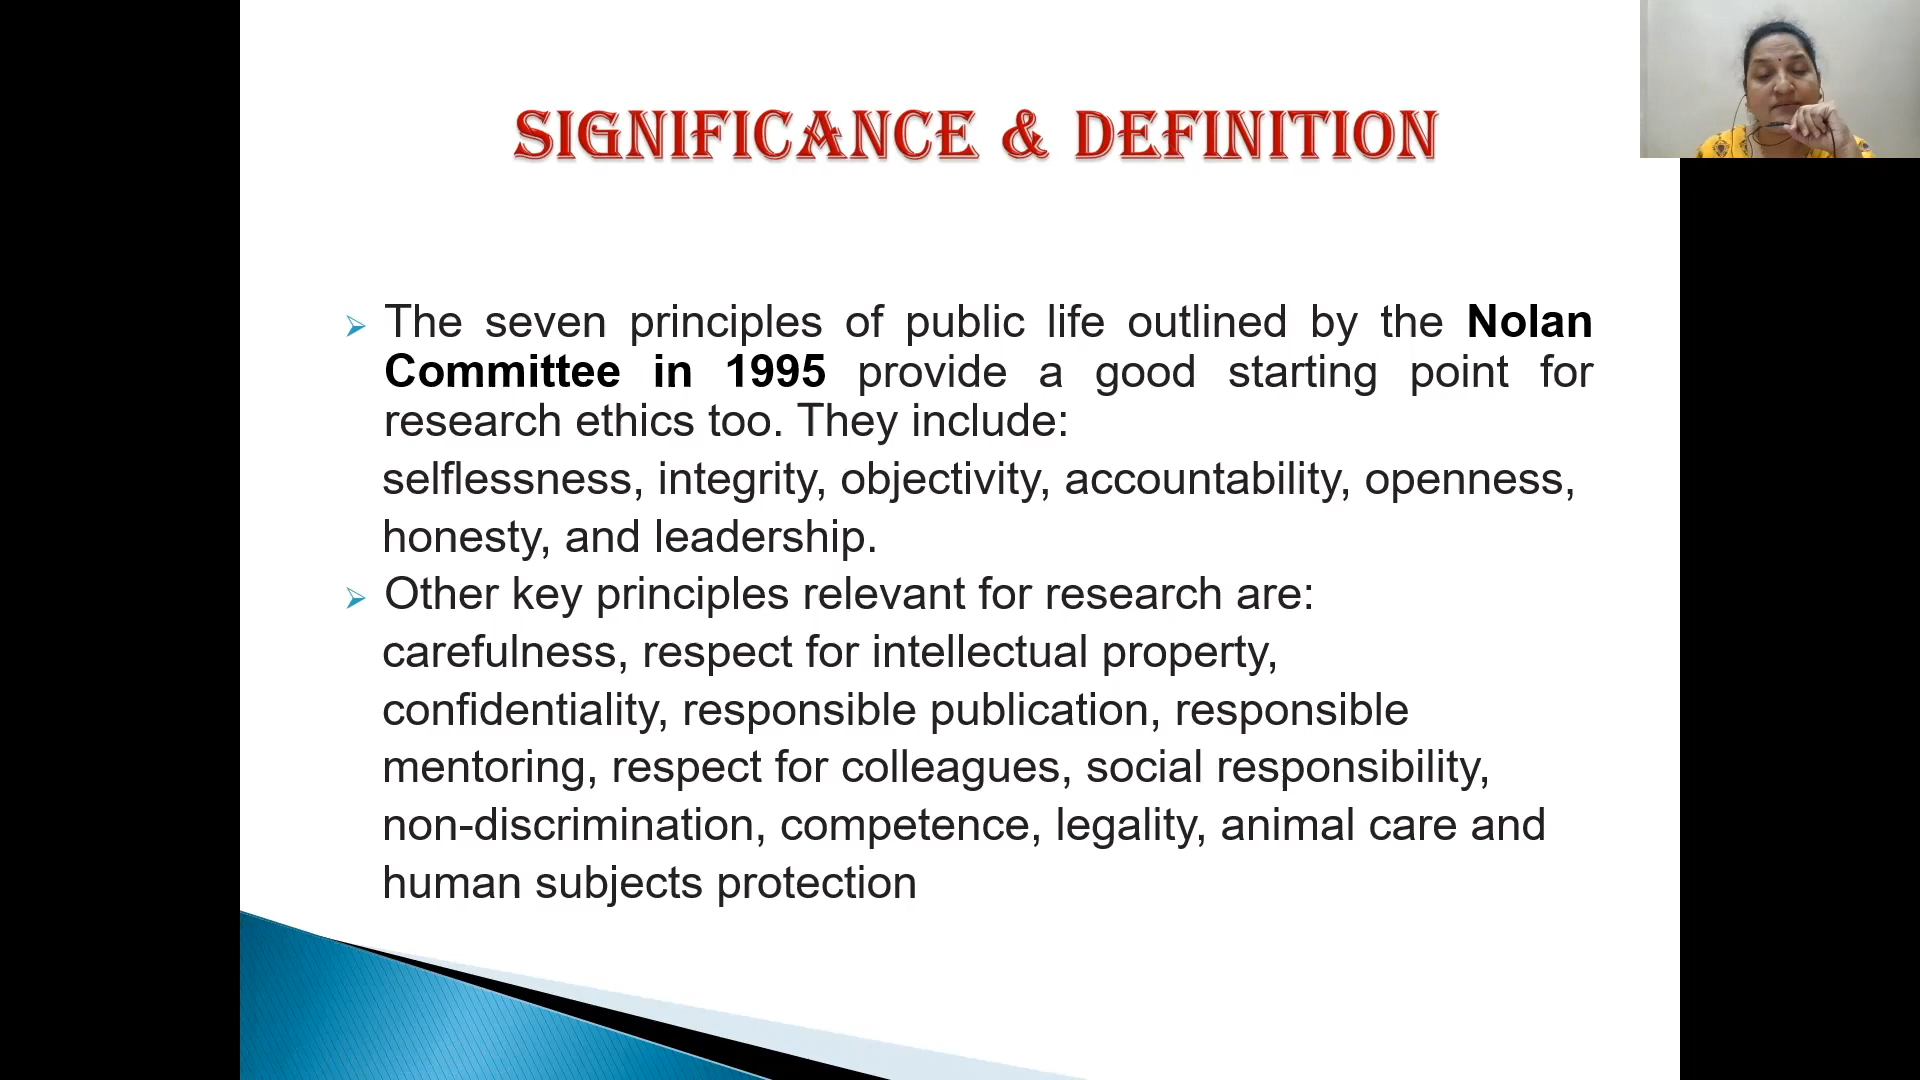 SIGNIFICANCE & DEFINITION
The seven principles of public life outlined by the Nolan
Committee in 1995 provide a good starting point for
research ethics too. They include:
selflessness, integrity, objectivity, accountability, openness,
honesty, and leadership.
Other key principles relevant for research are:
carefulness, respect for intellectual property,
confidentiality, responsible publication, responsible
mentoring, respect for colleagues, social responsibility,
non-discrimination, competence, legality, animal care and
human subjects protection